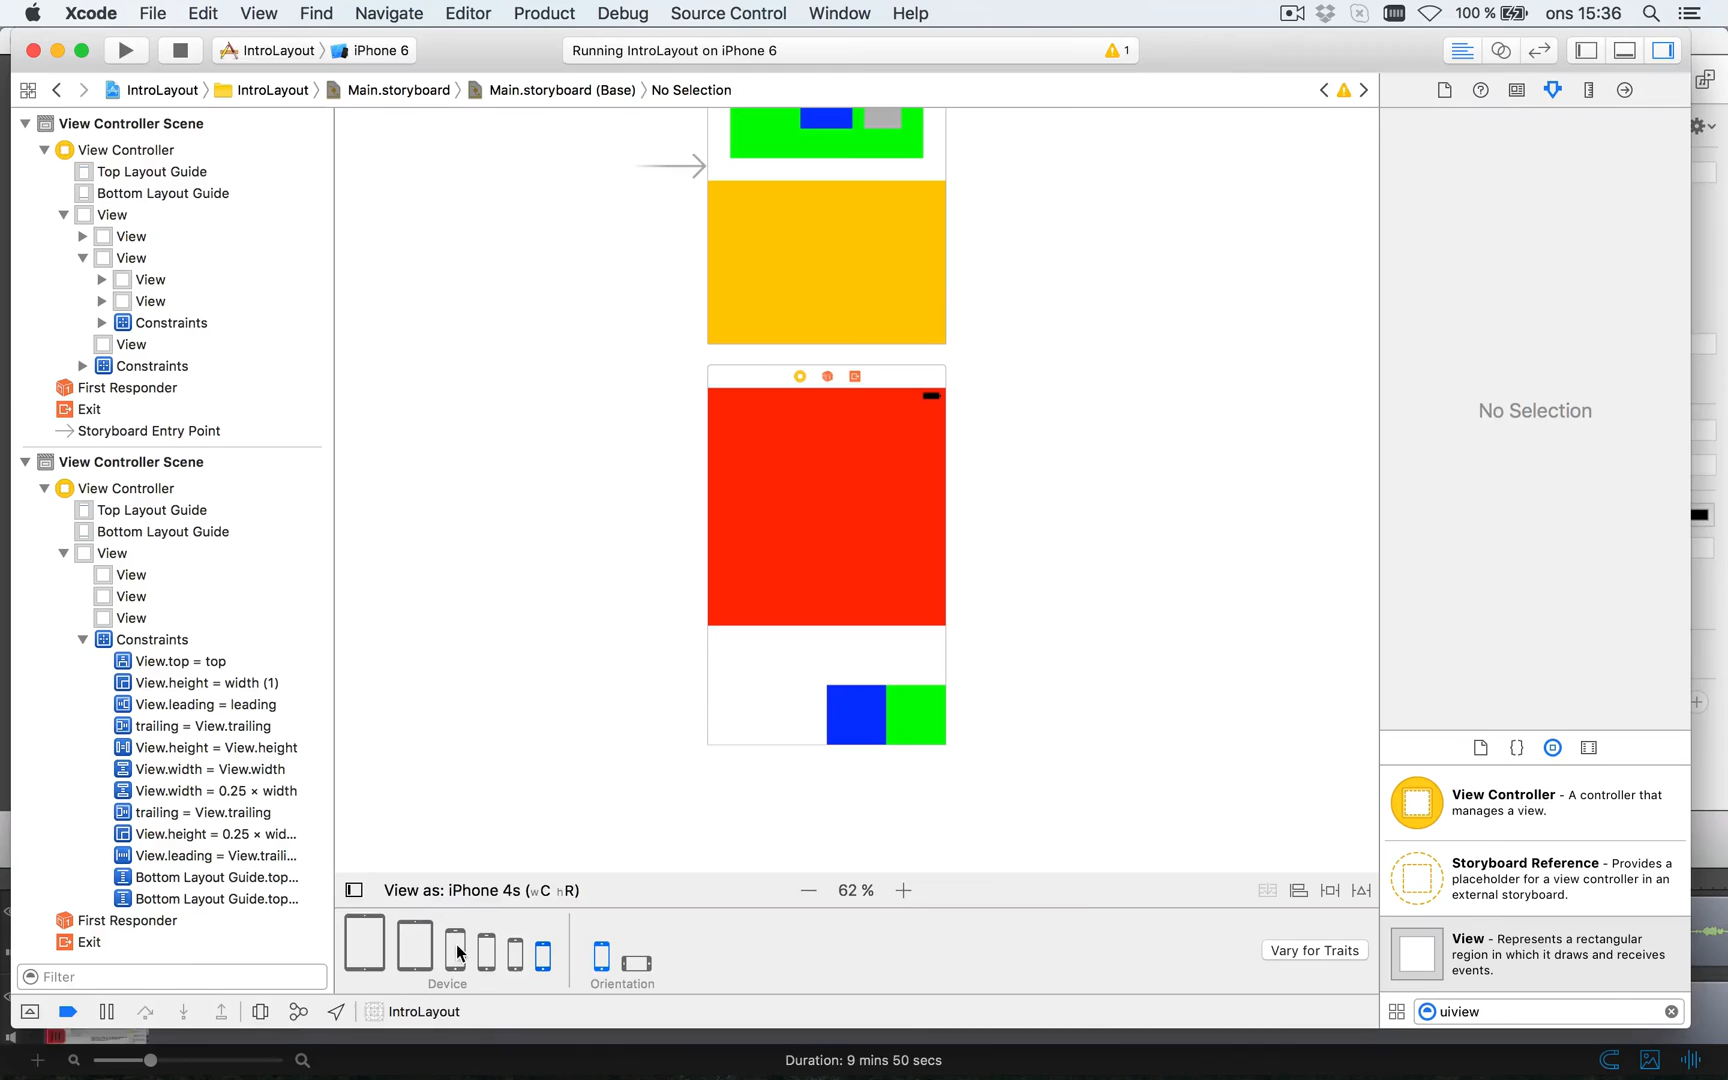 Xcode File Edit View Find Navigate Editor Product Debug Source Control Window Help 100 % ons 15:36
IntroLayout iPhone 6 Running IntroLayout on iPhone 6 1
IntroLayout IntroLayout Main.storyboard Main.storyboard (Base) No Selection
View Controller Scene
View Controller
Top Layout Guide
Bottom Layout Guide
View
View
View
View
View
Constraints
View
Constraints
First Responder
Exit
Storyboard Entry Point
View Controller Scene
View Controller
Top Layout Guide
Bottom Layout Guide
View
View
View
View
Constraints
View.top = top
View.height = width (1)
View.leading = leading
trailing = View.trailing
View.height = View.height
View.width = View.width
View.width = 0.25 × width
trailing = View.trailing
View.height = 0.25 × wid...
View.leading = View.traili...
Bottom Layout Guide.top...
Bottom Layout Guide.top...
First Responder
Exit
Filter
View as: iPhone 4s (wC hR)
62 %
Device
Orientation
Vary for Traits
IntroLayout
No Selection
View Controller - A controller that
manages a view.
Storyboard Reference - Provides a
placeholder for a view controller in an
external storyboard.
View - Represents a rectangular
region in which it draws and receives
events.
uiview
Duration: 9 mins 50 secs